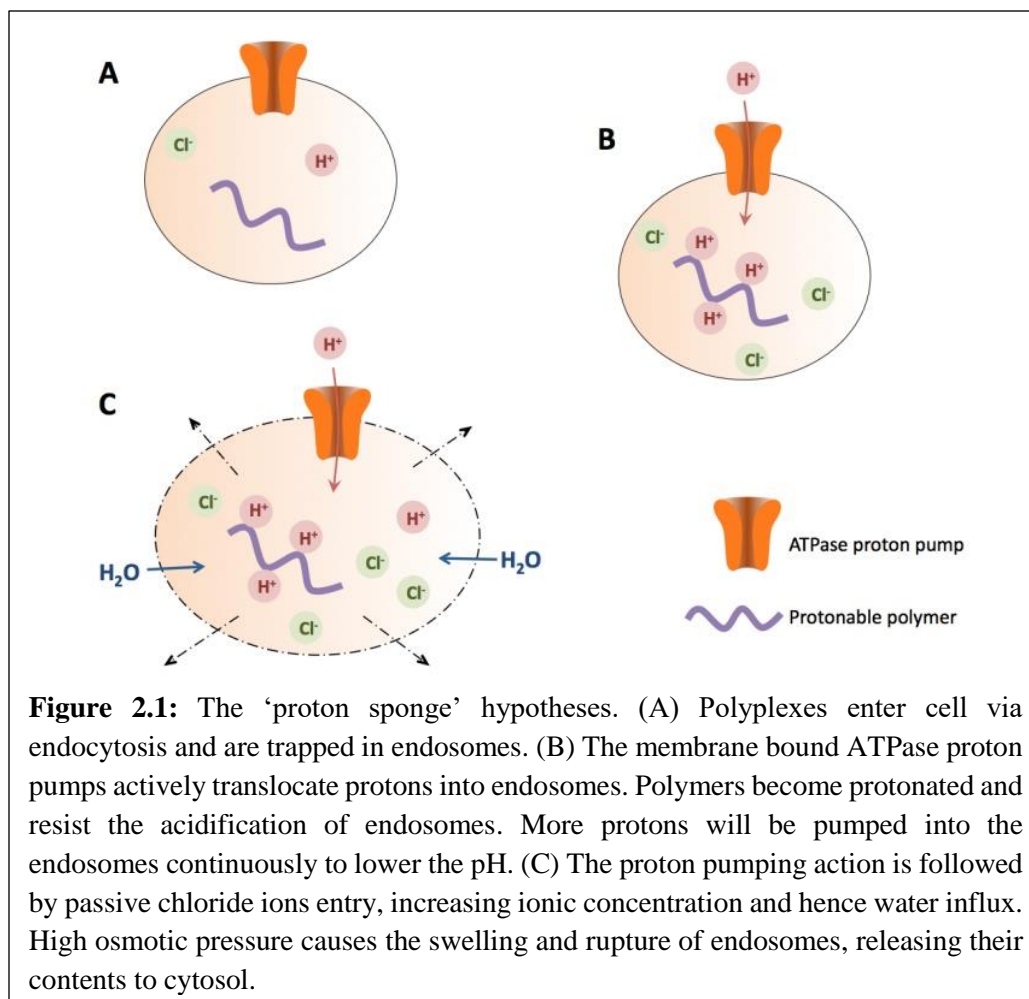 A
Cl-
H+
H+
B
Cl-
H+
H+
Cl-
H+
Cl-
H+
C
Cl-
H+
H+
H+
H2O
Cl-
H2O
H+
Cl-
Cl-
Cl-
ATPase proton pump
Protonable polymer
Figure 2.1: The ‘proton sponge’ hypotheses. (A) Polyplexes enter cell via
endocytosis and are trapped in endosomes. (B) The membrane bound ATPase proton
pumps actively translocate protons into endosomes. Polymers become protonated and
resist the acidification of endosomes. More protons will be pumped into the
endosomes continuously to lower the pH. (C) The proton pumping action is followed
by passive chloride ions entry, increasing ionic concentration and hence water influx.
High osmotic pressure causes the swelling and rupture of endosomes, releasing their
contents to cytosol.